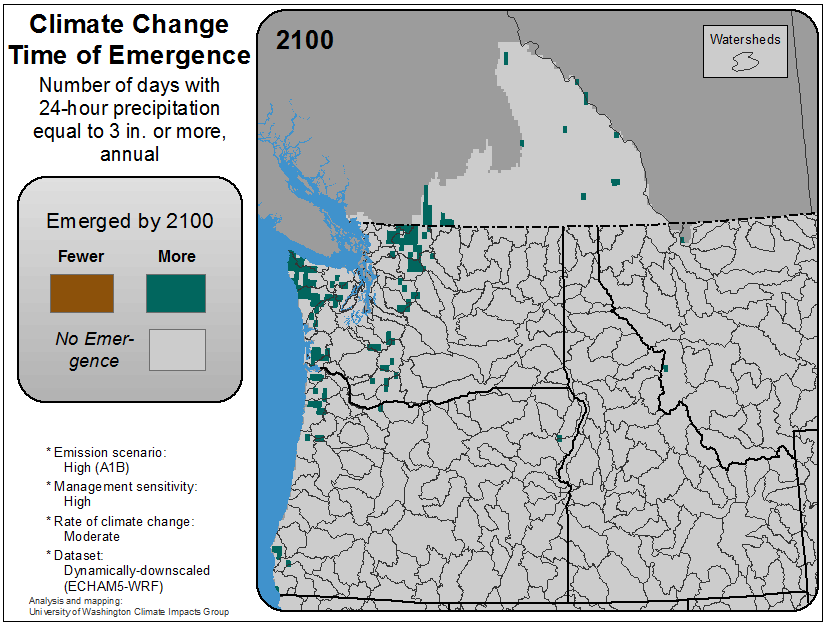 Climate Change
Time of Emergence
Number of days with
24-hour precipitation
equal to 3 in. or more,
annual
Emerged by 2100
Fewer
More
No Emer-
gence
* Emission scenario:
High (A1B)
* Management sensitivity:
High
* Rate of climate change:
Moderate
* Dataset:
Dynamically-downscaled
(ECHAM5-WRF)
Analysis and mapping:
University of Washington Climate Impacts Group
2100
Watersheds